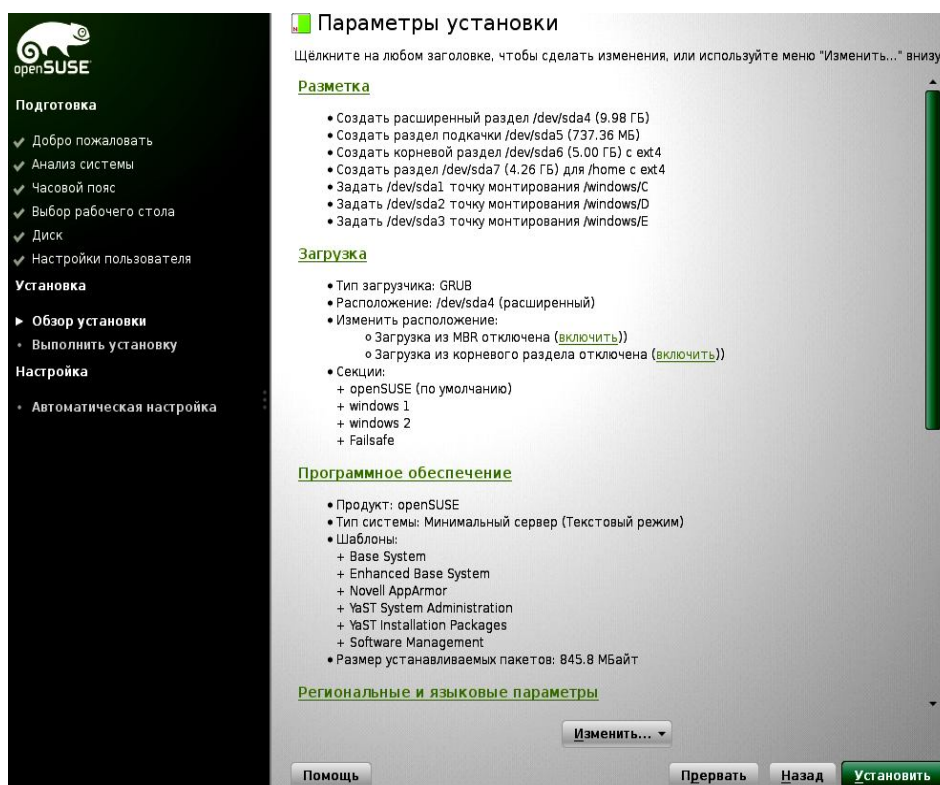 openSUSE
Подготовка
Добро пожаловать
Анализ системы
Часовой пояс
Выбор рабочего стола
Диск
Настройки пользователя
Установка
Обзор установки
Выполнить установку
Настройка
Автоматическая настройка
Параметры установки
Щёлкните на любом заголовке, чтобы сделать изменения, или используйте меню "Изменить..." внизу
Разметка
• Создать расширенный раздел /dev/sda4 (9.98 ГБ)
• Создать раздел подкачки /dev/sda5 (737.36 МБ)
• Создать корневой раздел /dev/sda6 (5.00 ГБ) с ext4
• Создать раздел /dev/sda7 (4.26 ГБ) для /home с ext4
• Задать /dev/sda1 точку монтирования /windows/C
• Задать /dev/sda2 точку монтирования /windows/D
• Задать /dev/sda3 точку монтирования /windows/E
Загрузка
• Тип загрузчика: GRUB
• Расположение: /dev/sda4 (расширенный)
• Изменить расположение:
o Загрузка из MBR отключена (включить))
o Загрузка из корневого раздела отключена (включить))
• Секции:
+ openSUSE (по умолчанию)
+ windows 1
+ windows 2
+ Failsafe
Программное обеспечение
• Продукт: openSUSE
• Тип системы: Минимальный сервер (Текстовый режим)
• Шаблоны:
+ Base System
+ Enhanced Base System
+ Novell AppArmor
+ YaST System Administration
+ YaST Installation Packages
+ Software Management
• Размер устанавливаемых пакетов: 845.8 МБайт
Региональные и языковые параметры
Изменить...
Помощь
Прервать
Назад
Установить